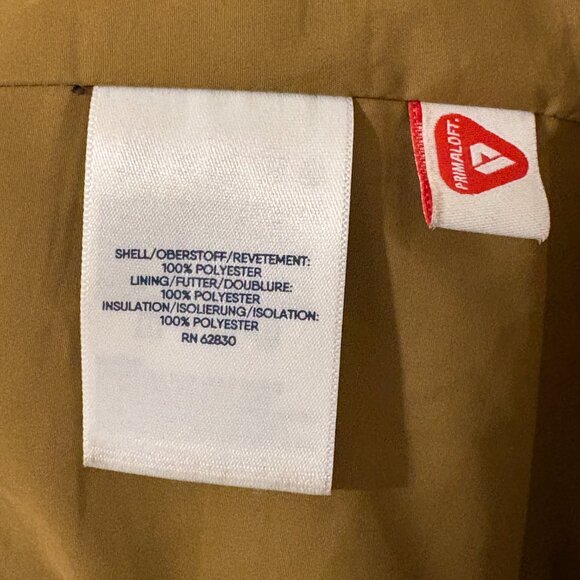 SHELL/OBERSTOFF/REVETEMENT:
100% POLYESTER
LINING/FUTTER/DOUBLURE:
100% POLYESTER
INSULATION/ISOLIERUNG/ISOLATION:
100% POLYESTER
RN 62830
PRIMALOFT.